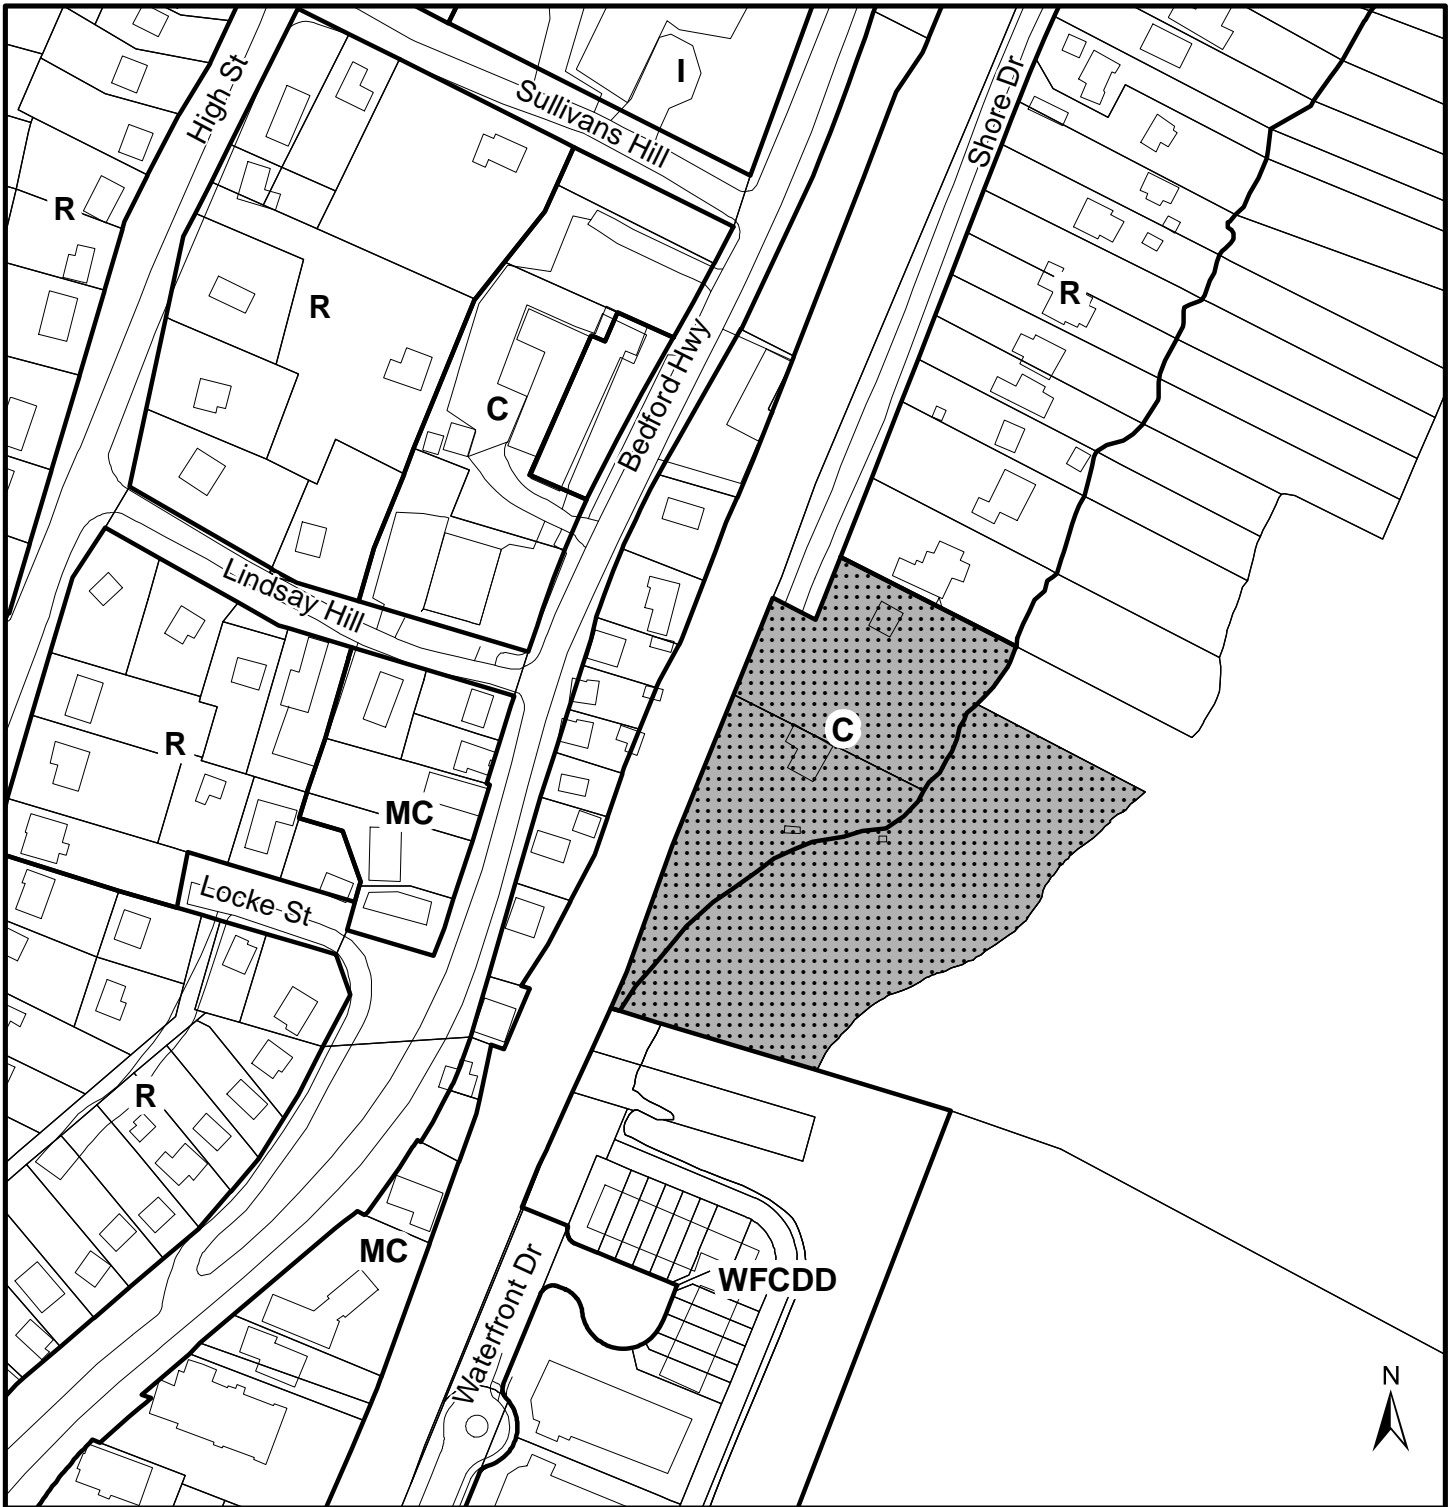 I
High St
Sullivans Hill
Shore Dr
R
R
R
Bedford Hwy
C
Lindsay Hill
C
R
MC
Locke St
R
MC
Waterfront Dr
WFCDD
N